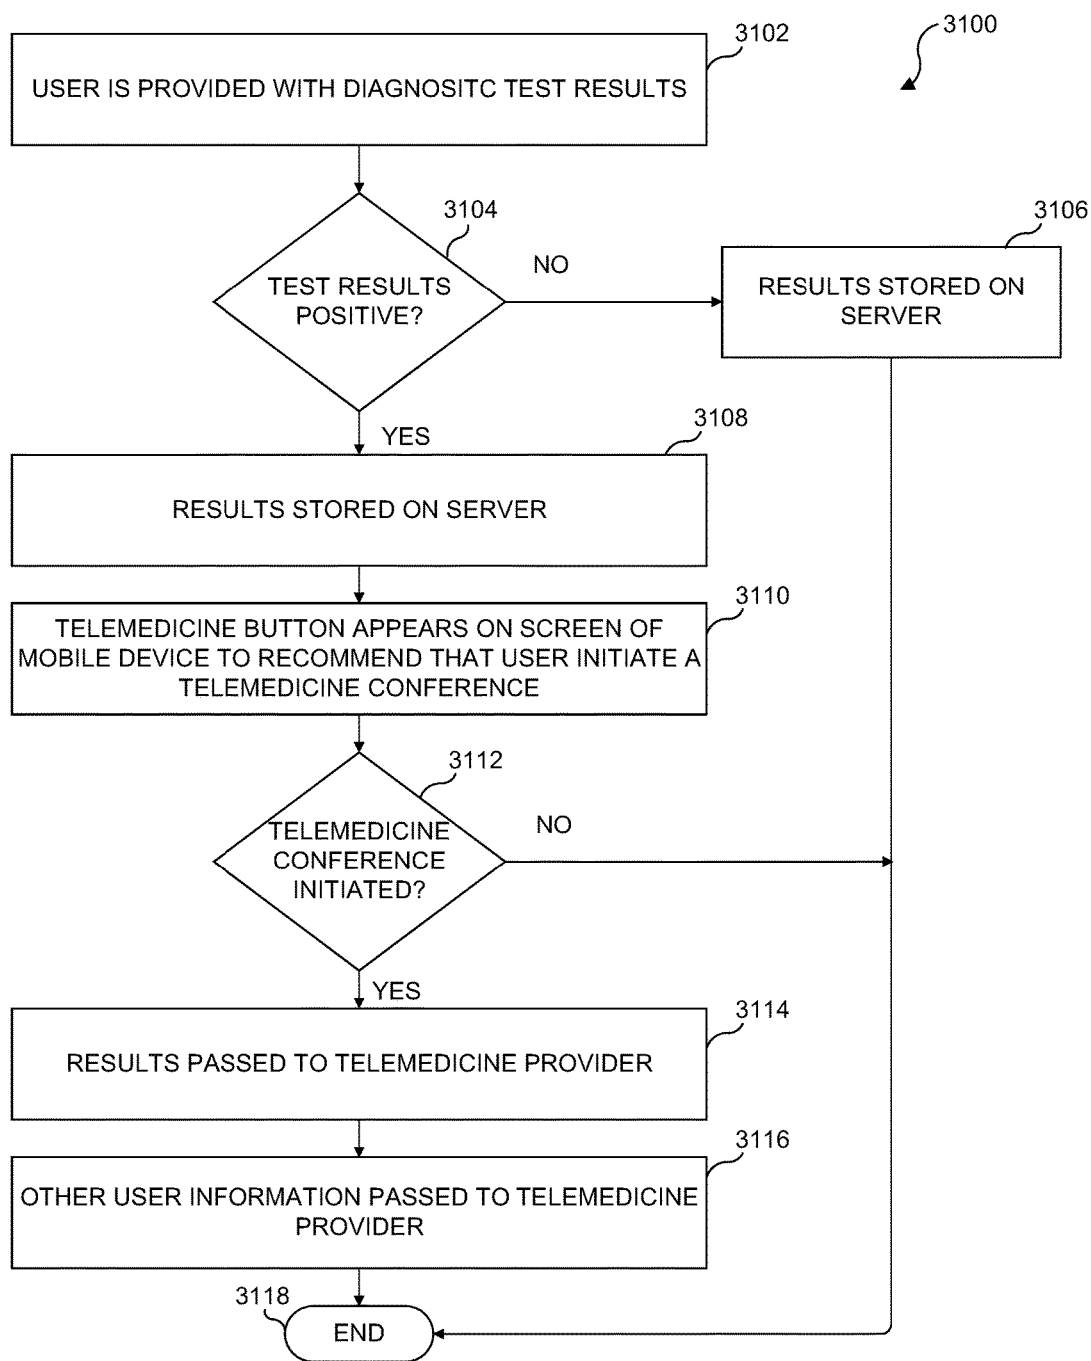 3100
3102
USER IS PROVIDED WITH DIAGNOSITC TEST RESULTS
3104
TEST RESULTS
POSITIVE?
NO
3106
RESULTS STORED ON
SERVER
YES
3108
RESULTS STORED ON SERVER
3110
TELEMEDICINE BUTTON APPEARS ON SCREEN OF
MOBILE DEVICE TO RECOMMEND THAT USER INITIATE A
TELEMEDICINE CONFERENCE
3112
TELEMEDICINE
CONFERENCE
INITIATED?
NO
YES
3114
RESULTS PASSED TO TELEMEDICINE PROVIDER
3116
OTHER USER INFORMATION PASSED TO TELEMEDICINE
PROVIDER
3118
END